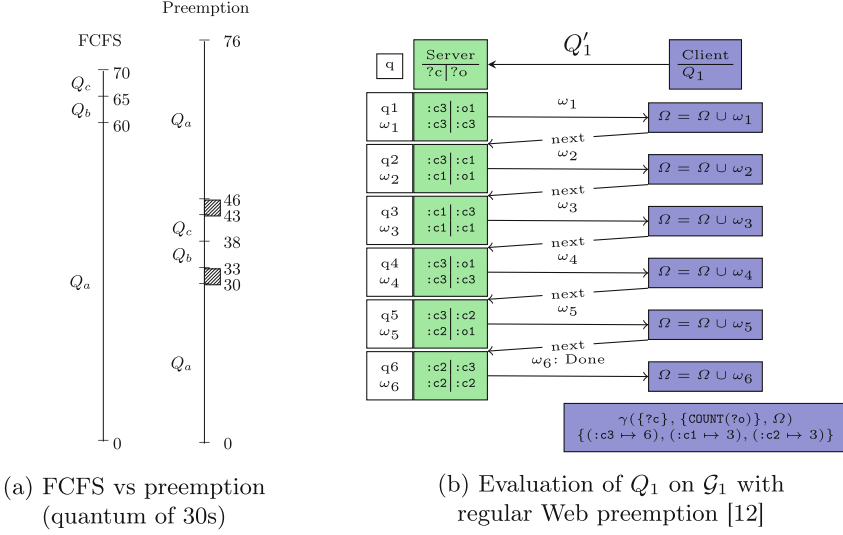 Preemption
FCFS
76
70
Q_c
65
Q_b
60
Q_a
Q_a
46
43
Q_c
38
Q_b
33
30
Q_a
0
0
(a) FCFS vs preemption
(quantum of 30s)
q
Server
?c ?o
Q′_1
Client
Q_1
q1
ω_1
:c3 :o1
:c3 :c3
ω_1
Ω = Ω ∪ ω_1
next
q2
ω_2
:c3 :c1
:c1 :o1
ω_2
Ω = Ω ∪ ω_2
next
q3
ω_3
:c1 :c3
:c1 :c1
ω_3
Ω = Ω ∪ ω_3
next
q4
ω_4
:c3 :o1
:c3 :c3
ω_4
Ω = Ω ∪ ω_4
next
q5
ω_5
:c3 :c2
:c2 :o1
ω_5
Ω = Ω ∪ ω_5
next
q6
ω_6
:c2 :c3
:c2 :c2
ω_6: Done
Ω = Ω ∪ ω_6
γ({?c}, {COUNT(?o)}, Ω)
{(:c3 ↦ 6), (:c1 ↦ 3), (:c2 ↦ 3)}
(b) Evaluation of Q_1 on 𝒢_1 with
regular Web preemption [12]